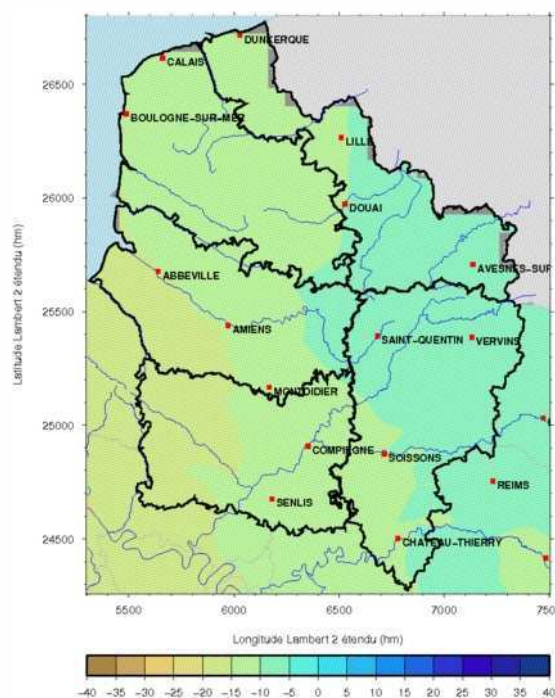 DUNKERQUE
26500
CALAIS
BOULOGNE-SUR-MER
LILLE
26000
DOUAI
AVESNES-SUR
ABBEVILLE
25500
AMIENS
SAINT-QUENTIN
VERVINS
MONTDIDIER
25000
COMPIEGNE
SOISSONS
REIMS
SENLIS
24500
CHATEAU-THIERRY
Latitude Lambert 2 étendu (hm)
5500 6000 6500 7000 7500
Longitude Lambert 2 étendu (hm)
-40 -35 -30 -25 -20 -15 -10 -5 0 5 10 15 20 25 30 35 40